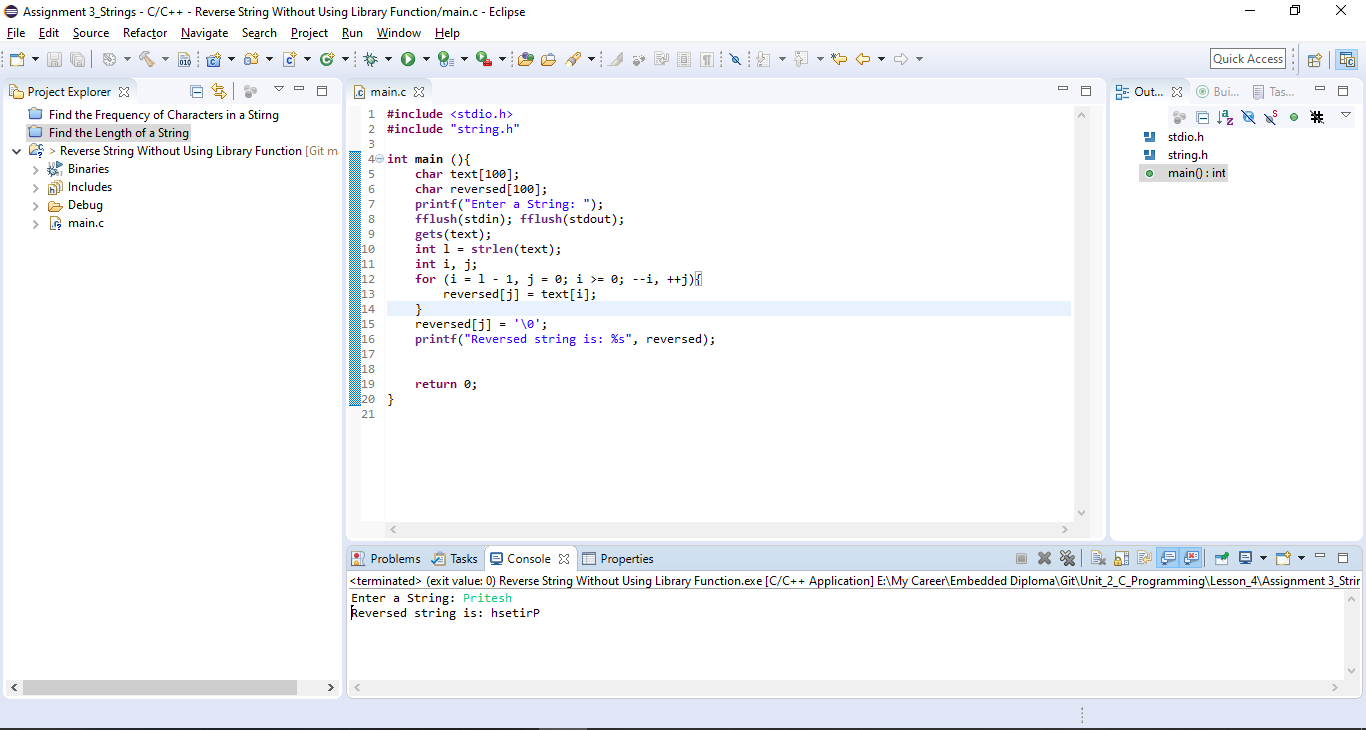 Assignment 3_Strings - C/C++ - Reverse String Without Using Library Function/main.c - Eclipse
File Edit Source Refactor Navigate Search Project Run Window Help
Quick Access
Project Explorer
Find the Frequency of Characters in a Stirng
Find the Length of a String
> Reverse String Without Using Library Function [Git m
Binaries
Includes
Debug
main.c
main.c
1 #include <stdio.h>
2 #include "string.h"
3
4 int main (){
5 char text[100];
6 char reversed[100];
7 printf("Enter a String: ");
8 fflush(stdin); fflush(stdout);
9 gets(text);
10 int l = strlen(text);
11 int i, j;
12 for (i = l - 1, j = 0; i >= 0; --i, ++j){
13 reversed[j] = text[i];
14 }
15 reversed[j] = '\0';
16 printf("Reversed string is: %s", reversed);
17
18
19 return 0;
20 }
21
Out... Bui... Tas...
stdio.h
string.h
main() : int
Problems Tasks Console Properties
<terminated> (exit value: 0) Reverse String Without Using Library Function.exe [C/C++ Application] E:\My Career\Embedded Diploma\Git\Unit_2_C_Programming\Lesson_4\Assignment 3_Strin
Enter a String: Pritesh
Reversed string is: hsetirP